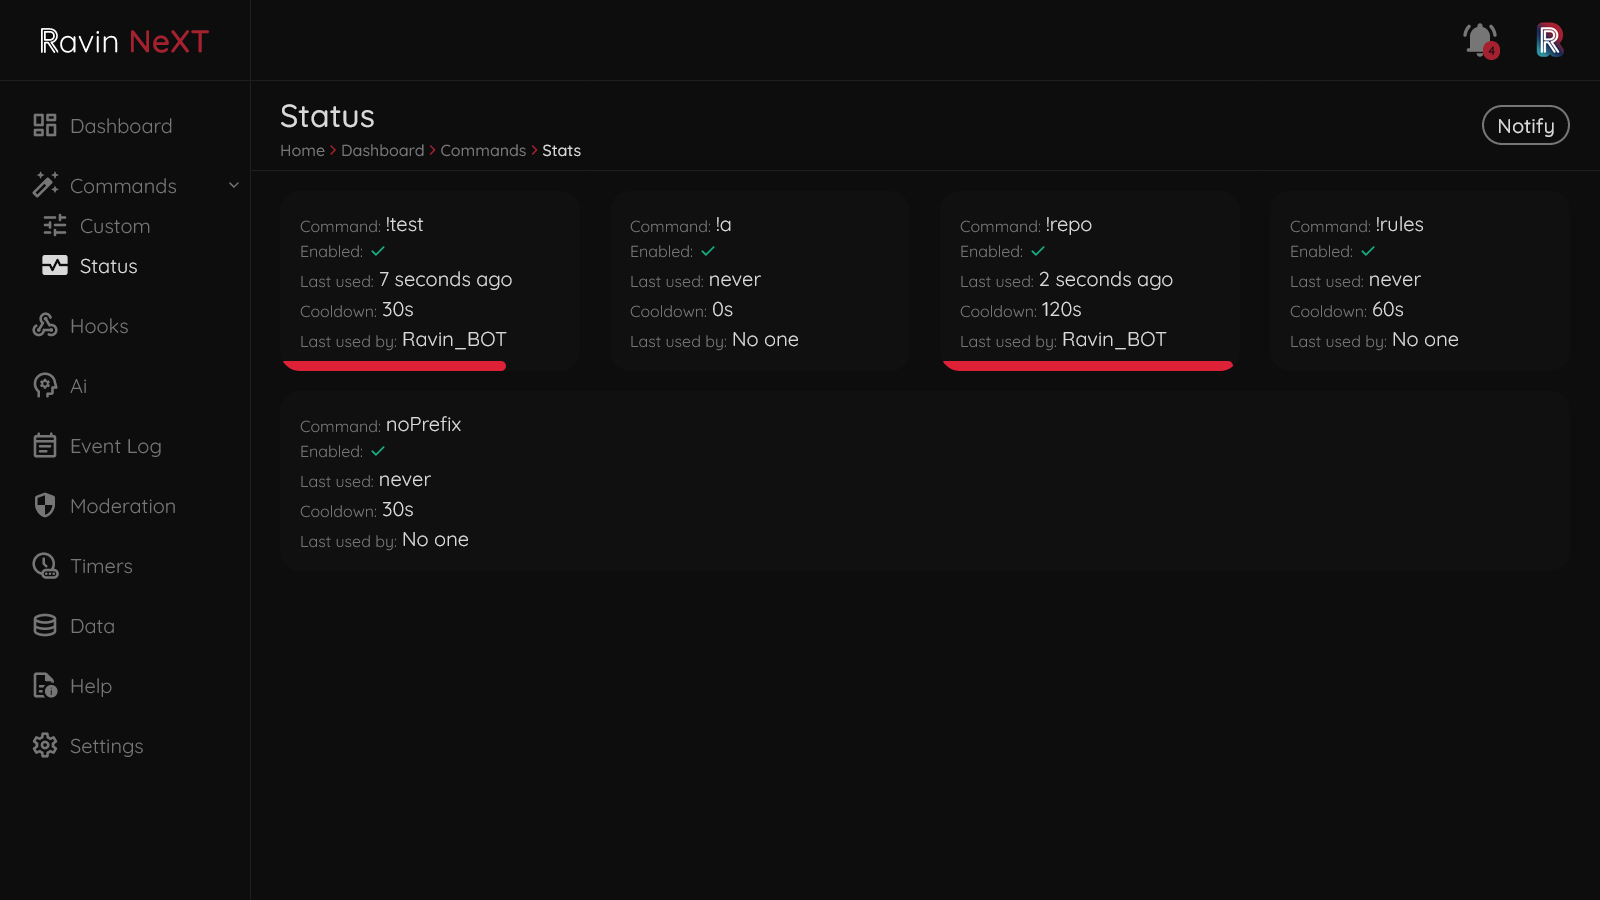 Ravin NeXT
4
R
Dashboard
Commands
Custom
Status
Hooks
Ai
Event Log
Moderation
Timers
Data
Help
Settings
Status
Home > Dashboard > Commands > Stats
Notify
Command: !test
Enabled: ✓
Last used: 7 seconds ago
Cooldown: 30s
Last used by: Ravin_BOT
Command: !a
Enabled: ✓
Last used: never
Cooldown: 0s
Last used by: No one
Command: !repo
Enabled: ✓
Last used: 2 seconds ago
Cooldown: 120s
Last used by: Ravin_BOT
Command: !rules
Enabled: ✓
Last used: never
Cooldown: 60s
Last used by: No one
Command: noPrefix
Enabled: ✓
Last used: never
Cooldown: 30s
Last used by: No one